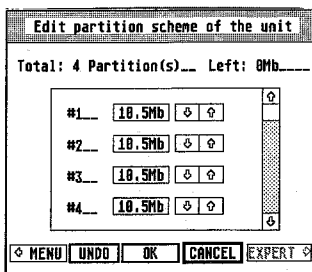 Edit partition scheme of the unit
Total: 4 Partition(s)__ Left: 0Mb____
#1__ 10.5Mb
#2__ 10.5Mb
#3__ 10.5Mb
#4__ 10.5Mb
MENU UNDO OK CANCEL EXPERT